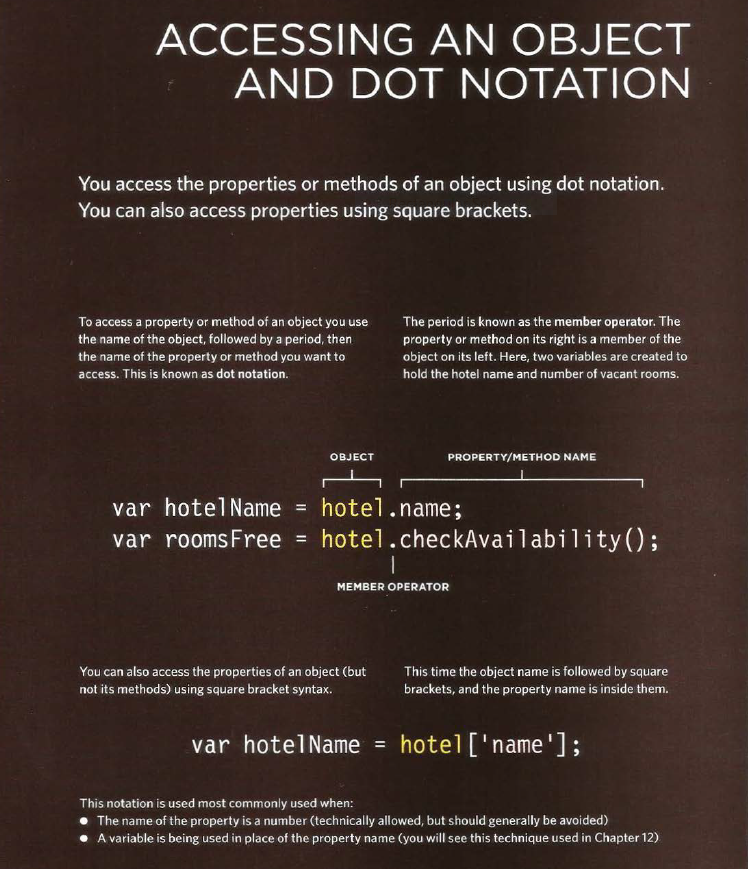 ACCESSING AN OBJECT
AND DOT NOTATION
You access the properties or methods of an object using dot notation.
You can also access properties using square brackets.
To access a property or method of an object you use
the name of the object, followed by a period, then
the name of the property or method you want to
access. This is known as dot notation.
The period is known as the member operator. The
property or method on its right is a member of the
object on its left. Here, two variables are created to
hold the hotel name and number of vacant rooms.
OBJECT
PROPERTY/METHOD NAME
var hotelName = hotel.name;
var roomsFree = hotel.checkAvailability();
MEMBER OPERATOR
You can also access the properties of an object (but
not its methods) using square bracket syntax.
This time the object name is followed by square
brackets, and the property name is inside them.
var hotelName = hotel['name'];
This notation is used most commonly used when:
● The name of the property is a number (technically allowed, but should generally be avoided)
● A variable is being used in place of the property name (you will see this technique used in Chapter 12)